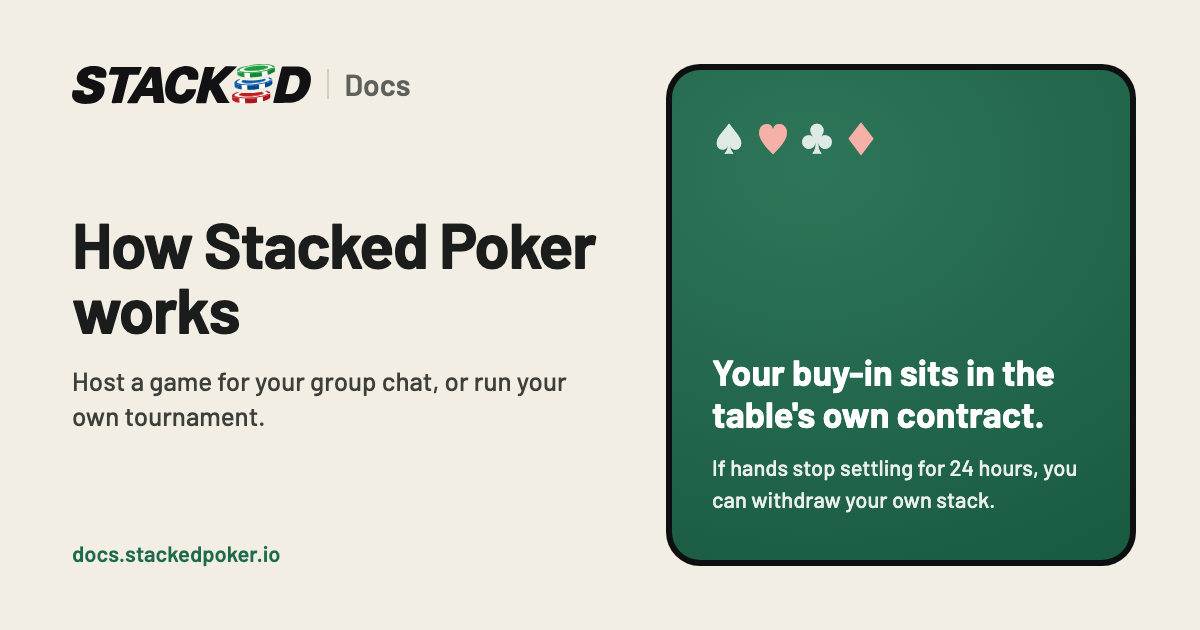 STACKED
Docs
How Stacked Poker
works
Host a game for your group chat, or run your
own tournament.
docs.stackedpoker.io
Your buy-in sits in the
table's own contract.
If hands stop settling for 24 hours, you
can withdraw your own stack.